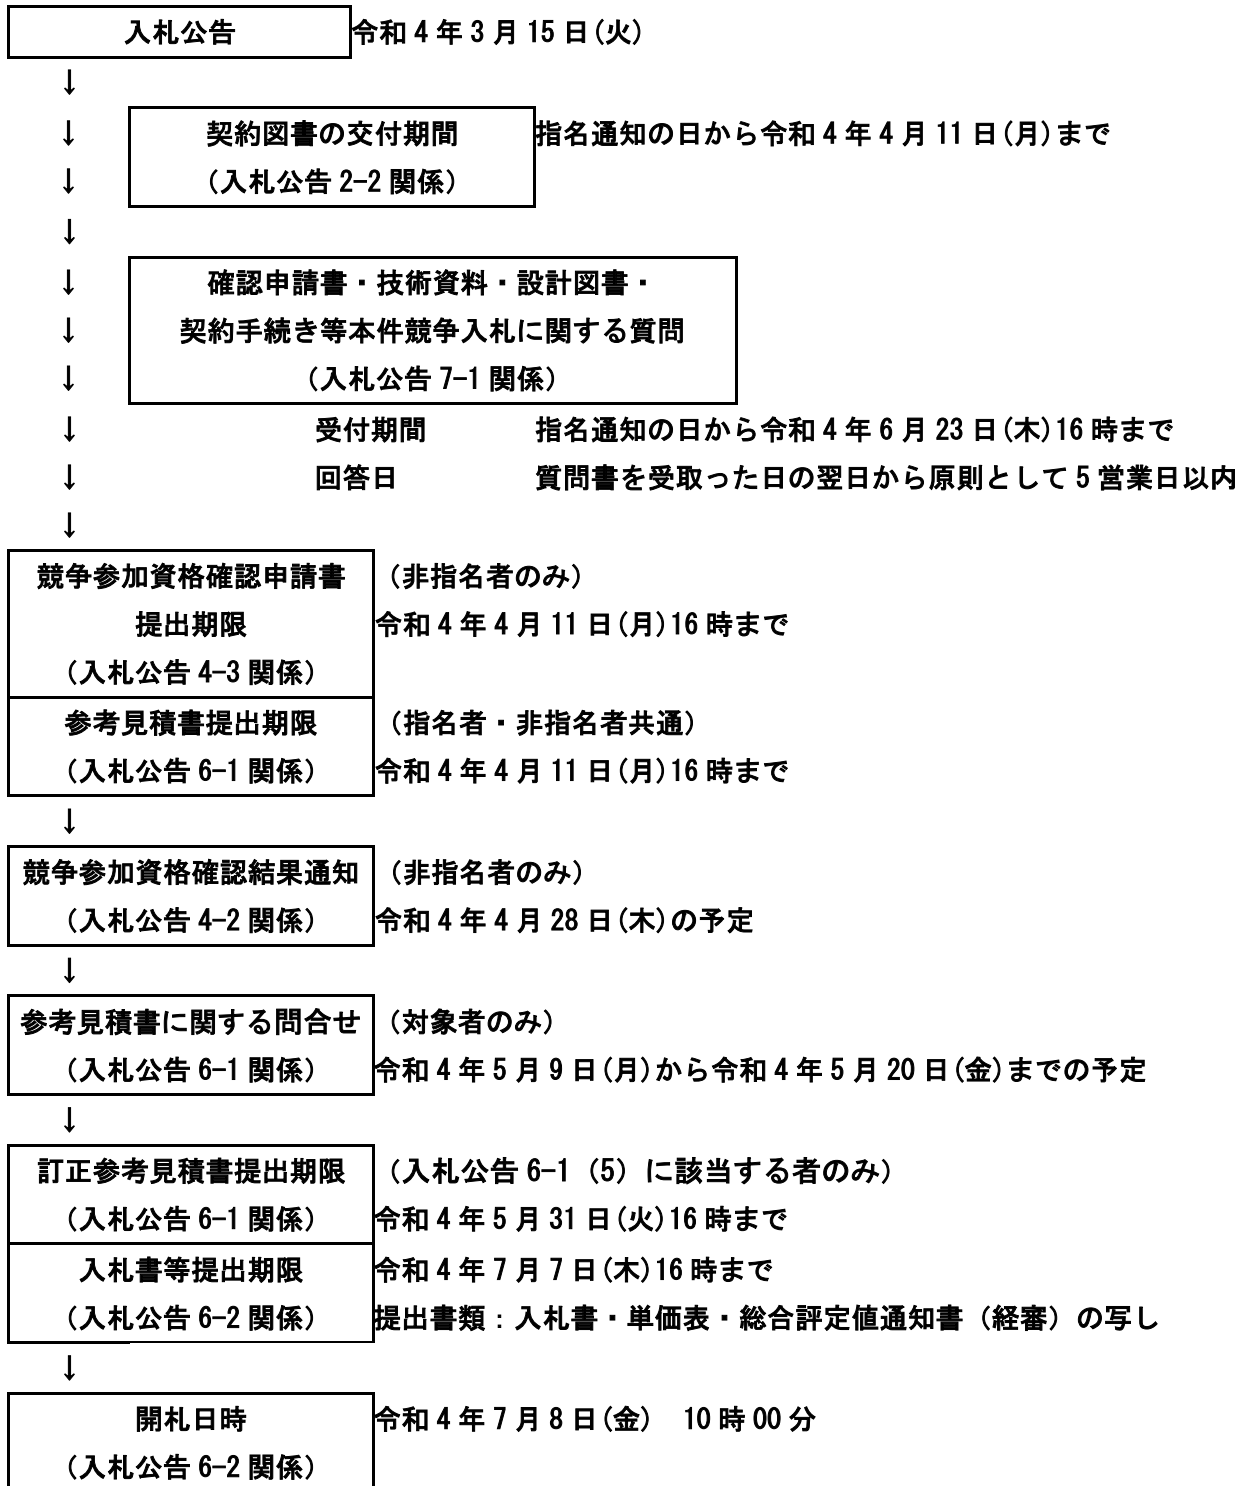 入札公告 令和4年3月15日(火)
↓
↓ 契約図書の交付期間 指名通知の日から令和4年4月11日(月)まで
↓ (入札公告2-2関係)
↓
↓ 確認申請書・技術資料・設計図書・
↓ 契約手続き等本件競争入札に関する質問
↓ (入札公告7-1関係)
↓ 受付期間 指名通知の日から令和4年6月23日(木)16時まで
↓ 回答日 質問書を受取った日の翌日から原則として5営業日以内
↓
競争参加資格確認申請書 (非指名者のみ)
提出期限 令和4年4月11日(月)16時まで
(入札公告4-3関係)
参考見積書提出期限 (指名者・非指名者共通)
(入札公告6-1関係) 令和4年4月11日(月)16時まで
↓
競争参加資格確認結果通知 (非指名者のみ)
(入札公告4-2関係) 令和4年4月28日(木)の予定
↓
参考見積書に関する問合せ (対象者のみ)
(入札公告6-1関係) 令和4年5月9日(月)から令和4年5月20日(金)までの予定
↓
訂正参考見積書提出期限 (入札公告6-1(5)に該当する者のみ)
(入札公告6-1関係) 令和4年5月31日(火)16時まで
入札書等提出期限 令和4年7月7日(木)16時まで
(入札公告6-2関係) 提出書類:入札書・単価表・総合評定値通知書(経審)の写し
↓
開札日時 令和4年7月8日(金) 10時00分
(入札公告6-2関係)